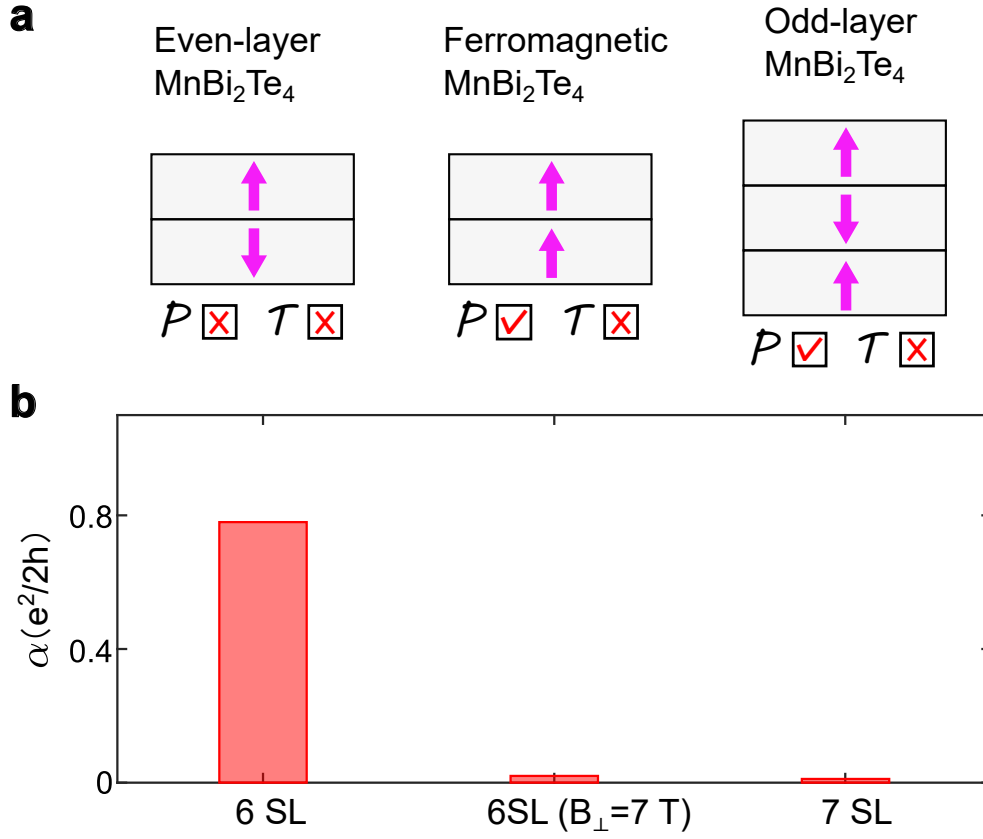 a
Even-layer
MnBi₂Te₄
Ferromagnetic
MnBi₂Te₄
Odd-layer
MnBi₂Te₄
P ☒ T ☒
P ☑ T ☒
P ☑ T ☒
b
α(e²/2h)
0.8
0.4
0
6 SL
6SL (B⊥=7 T)
7 SL